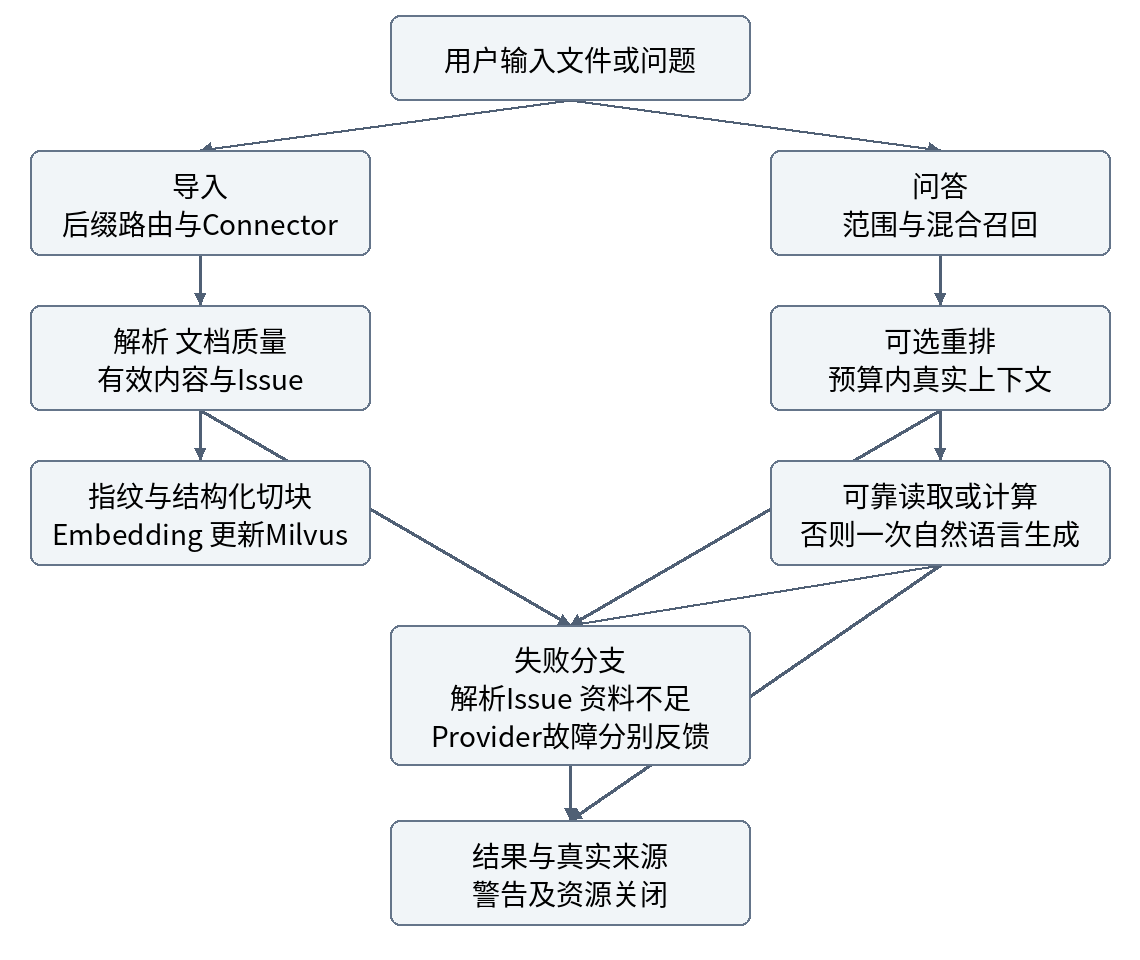 用户输入文件或问题
导入
后缀路由与Connector
问答
范围与混合召回
解析 文档质量
有效内容与Issue
可选重排
预算内真实上下文
指纹与结构化切块
Embedding 更新Milvus
可靠读取或计算
否则一次自然语言生成
失败分支
解析Issue 资料不足
Provider故障分别反馈
结果与真实来源
警告及资源关闭